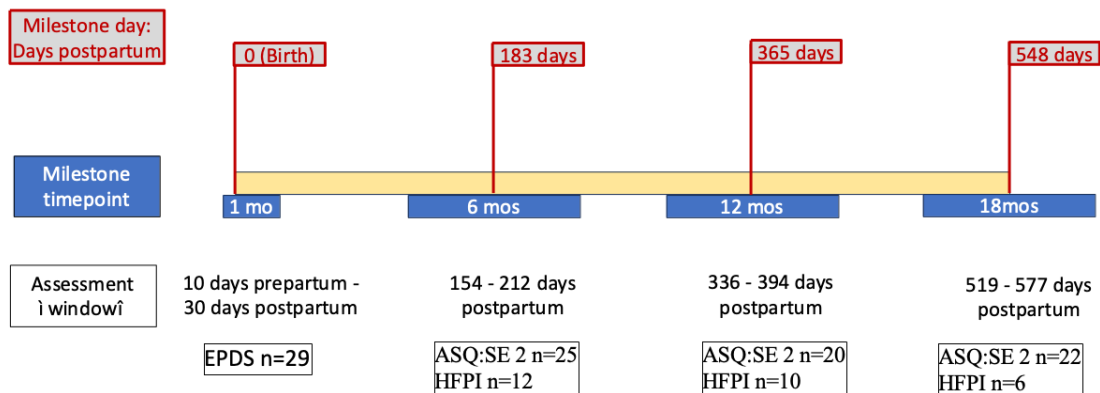 Milestone day:
Days postpartum
0 (Birth)
183 days
365 days
548 days
Milestone
timepoint
1 mo
6 mos
12 mos
18mos
Assessment
ì windowî
10 days prepartum -
30 days postpartum
154 - 212 days
postpartum
336 - 394 days
postpartum
519 - 577 days
postpartum
EPDS n=29
ASQ:SE 2 n=25
HFPI n=12
ASQ:SE 2 n=20
HFPI n=10
ASQ:SE 2 n=22
HFPI n=6